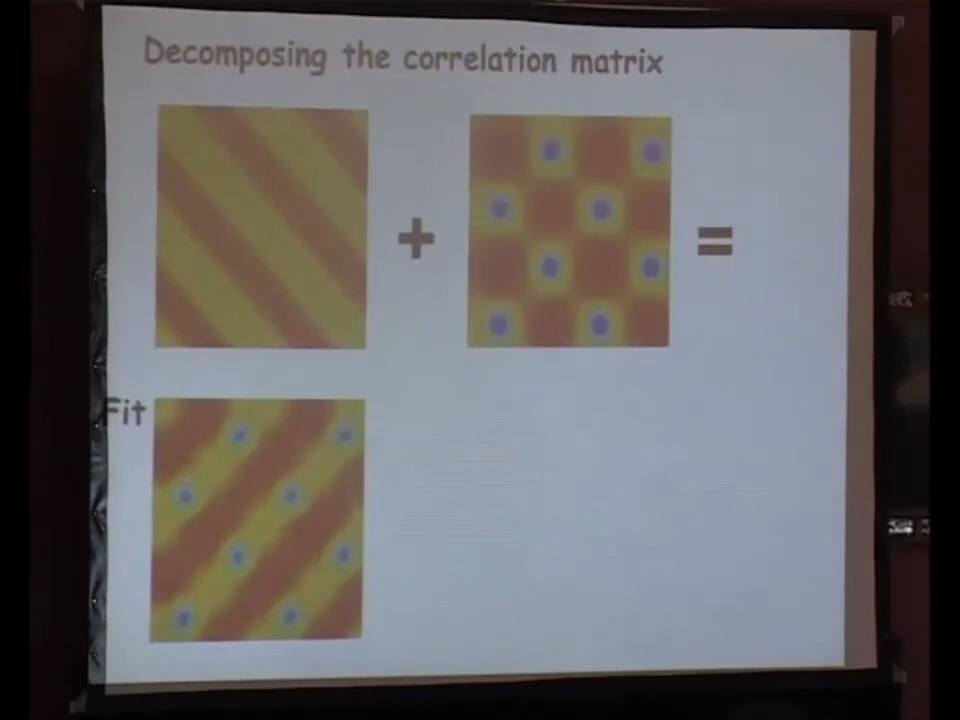 Decomposing the correlation matrix
+
=
Fit